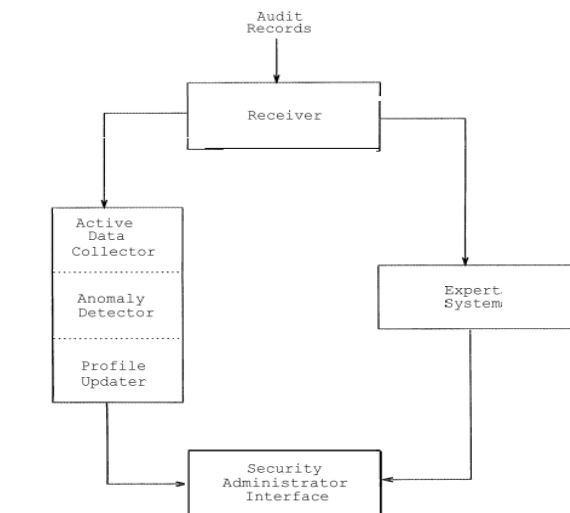 Audit
Records
Receiver
Active
Data
Collector
Anomaly
Detector
Profile
Updater
Expert
System
Security
Administrator
Interface